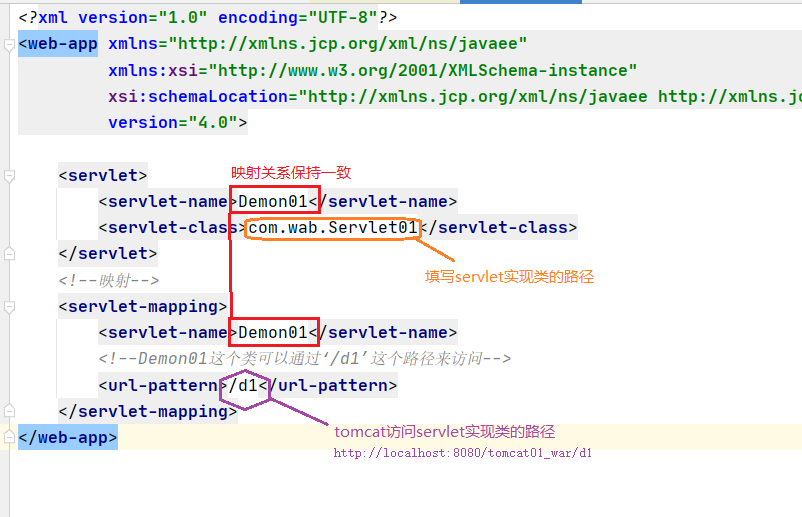 <?xml version="1.0" encoding="UTF-8"?>
<web-app xmlns="http://xmlns.jcp.org/xml/ns/javaee"
xmlns:xsi="http://www.w3.org/2001/XMLSchema-instance"
xsi:schemaLocation="http://xmlns.jcp.org/xml/ns/javaee http://xmlns.jc
version="4.0">
<servlet>
映射关系保持一致
<servlet-name>Demon01</servlet-name>
<servlet-class>com.wab.Servlet01</servlet-class>
</servlet>
填写servlet实现类的路径
<!--映射-->
<servlet-mapping>
<servlet-name>Demon01</servlet-name>
<!--Demon01这个类可以通过‘/d1’这个路径来访问-->
<url-pattern>/d1</url-pattern>
</servlet-mapping>
tomcat访问servlet实现类的路径
</web-app>
http://localhost:8080/tomcat01_war/d1